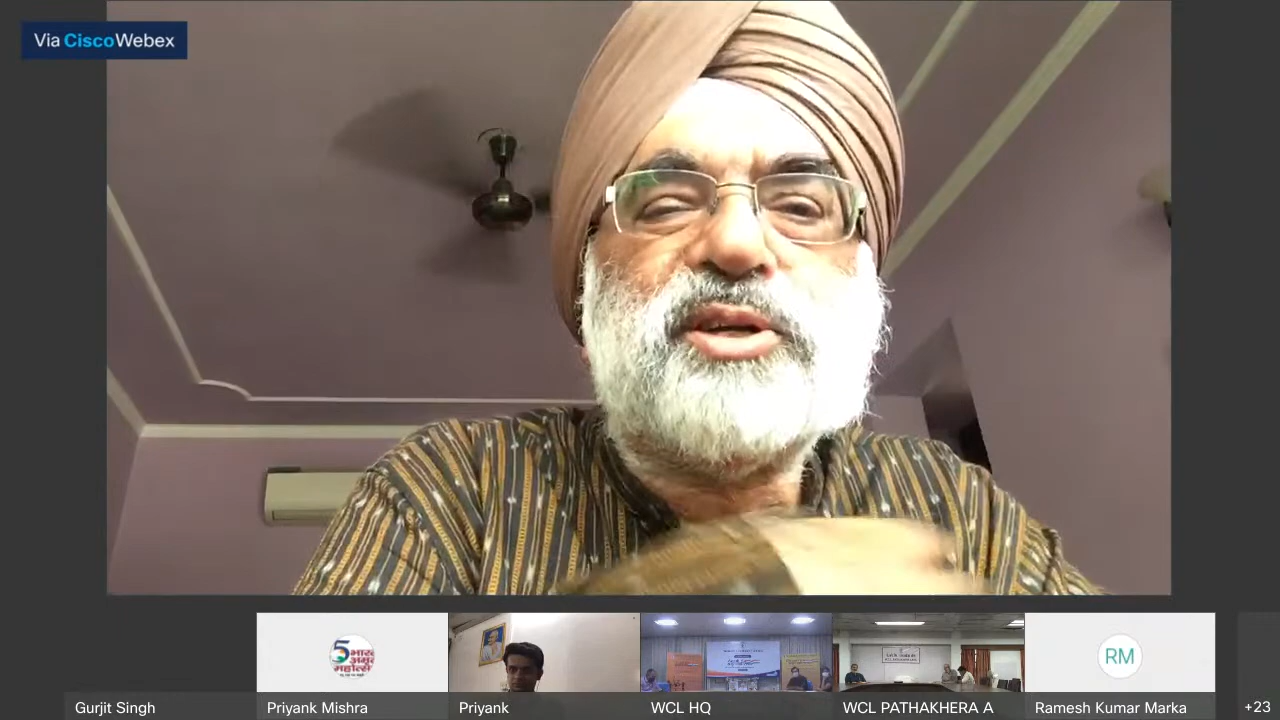 Via CiscoWebex
RM
Gurjit Singh
Priyank Mishra
Priyank
WCL HQ
WCL PATHAKHERA A
Ramesh Kumar Marka
+23